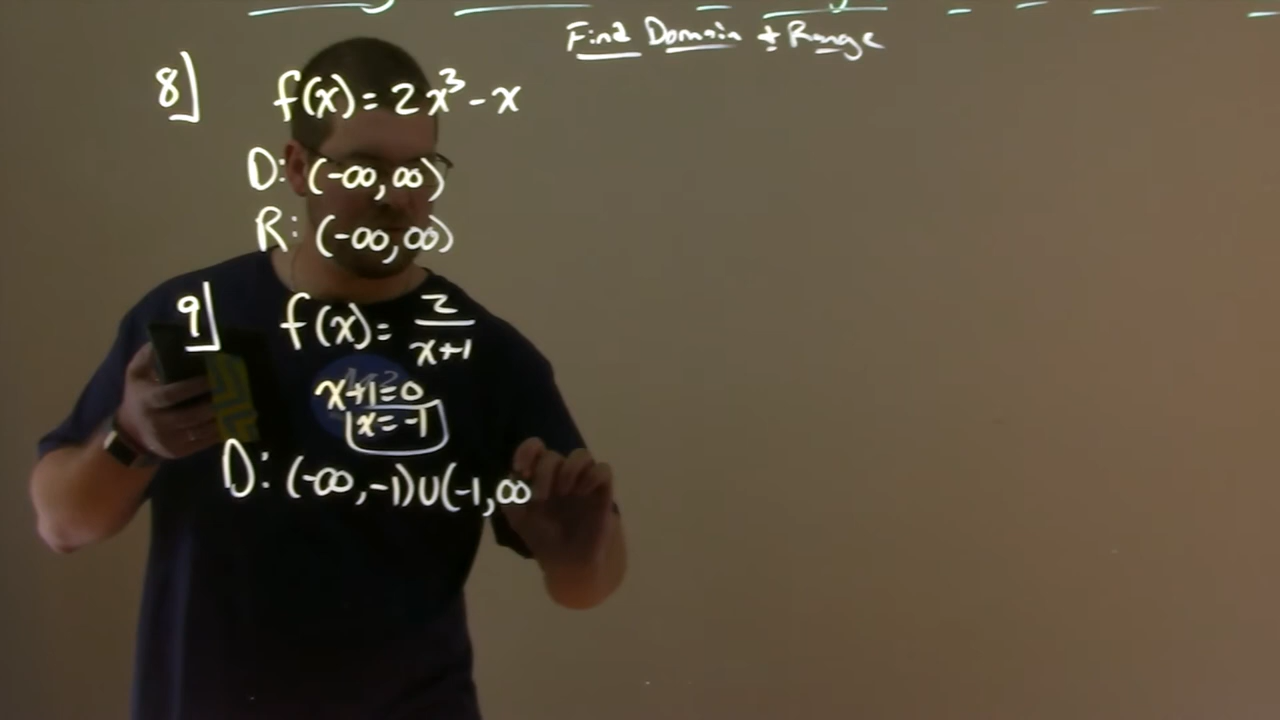 Find Domain & Range
8] f(x) = 2x³ - x
D: (-∞, ∞)
R: (-∞, ∞)
9] f(x) = 2/(x+1)
x+1=0
x = -1
D: (-∞, -1) ∪ (-1, ∞